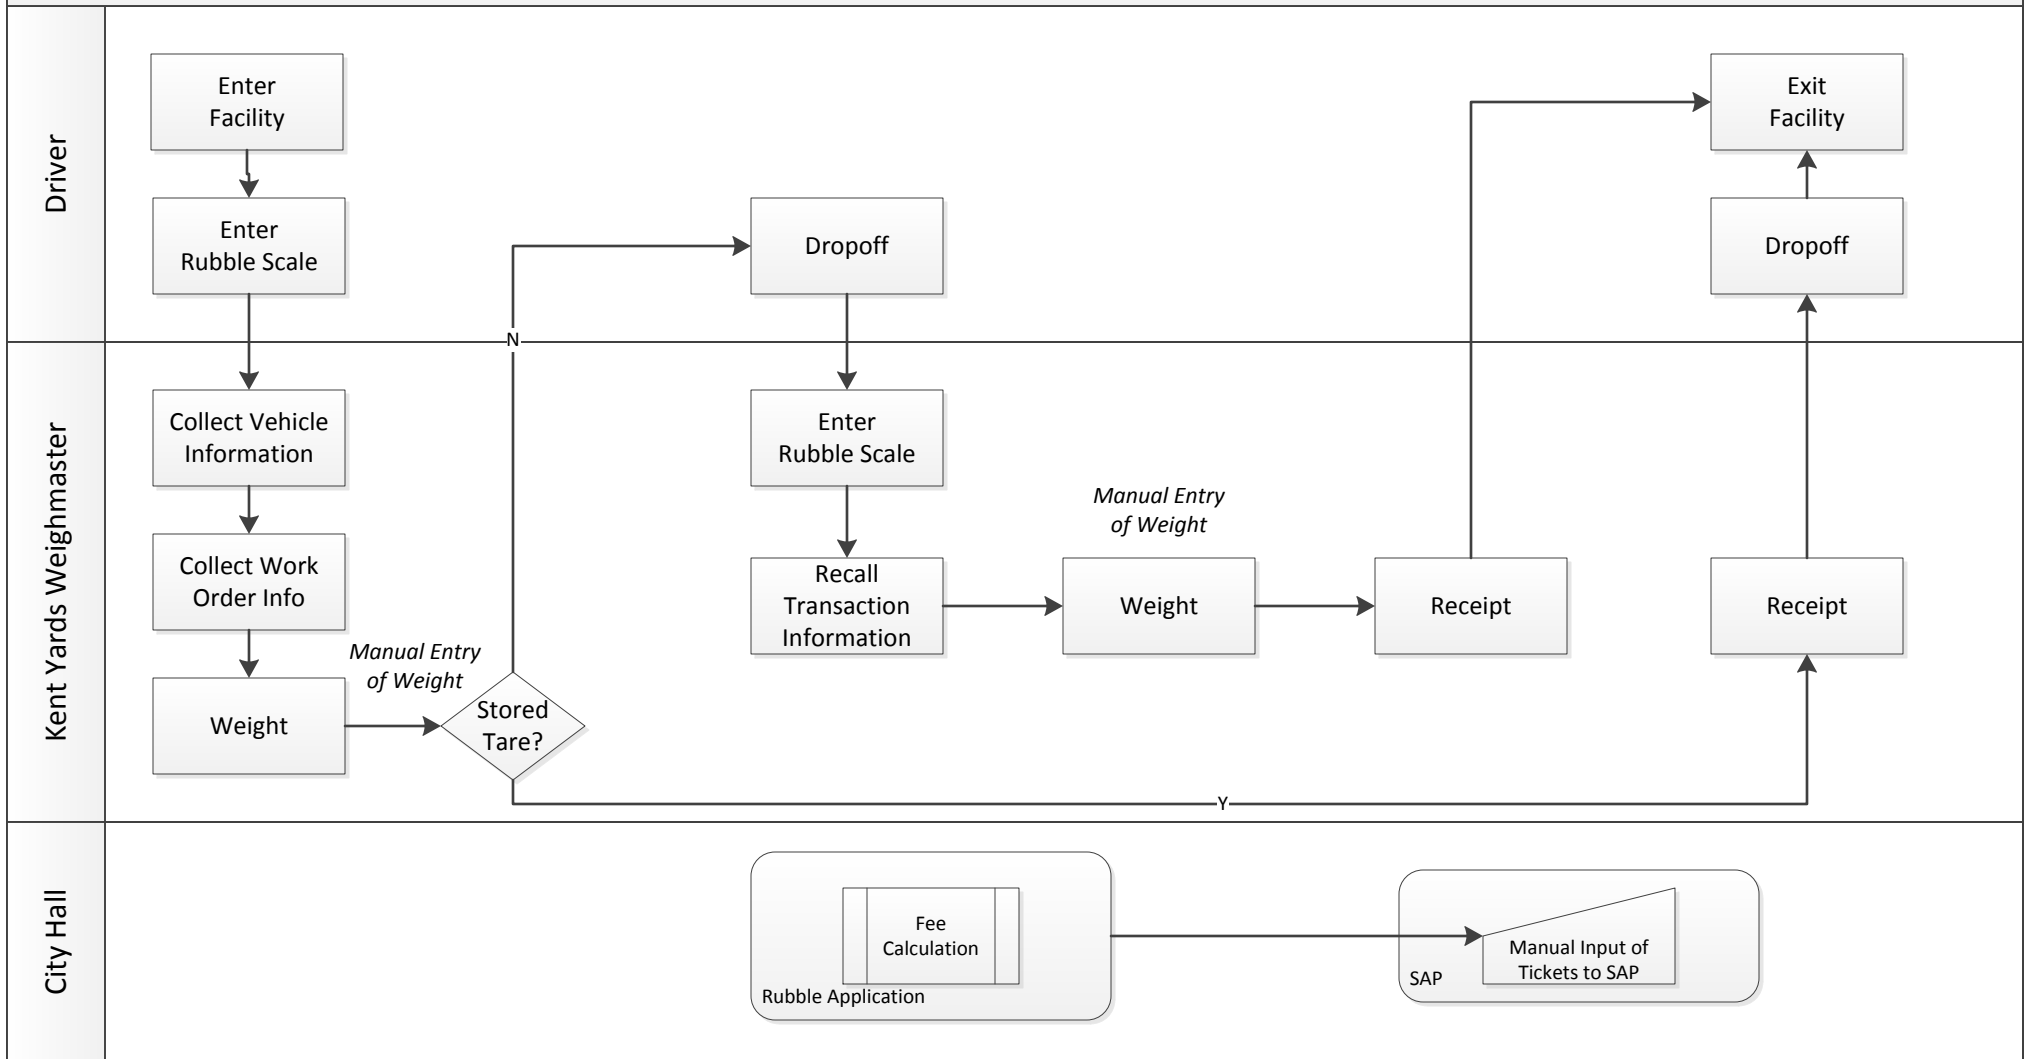 Driver
Enter
Facility
Enter
Rubble Scale
Dropoff
Exit
Facility
Dropoff
N
Kent Yards Weighmaster
Collect Vehicle
Information
Collect Work
Order Info
Weight
Manual Entry
of Weight
Stored
Tare?
Enter
Rubble Scale
Recall
Transaction
Information
Manual Entry
of Weight
Weight
Receipt
Receipt
Y
City Hall
Fee
Calculation
Rubble Application
Manual Input of
Tickets to SAP
SAP